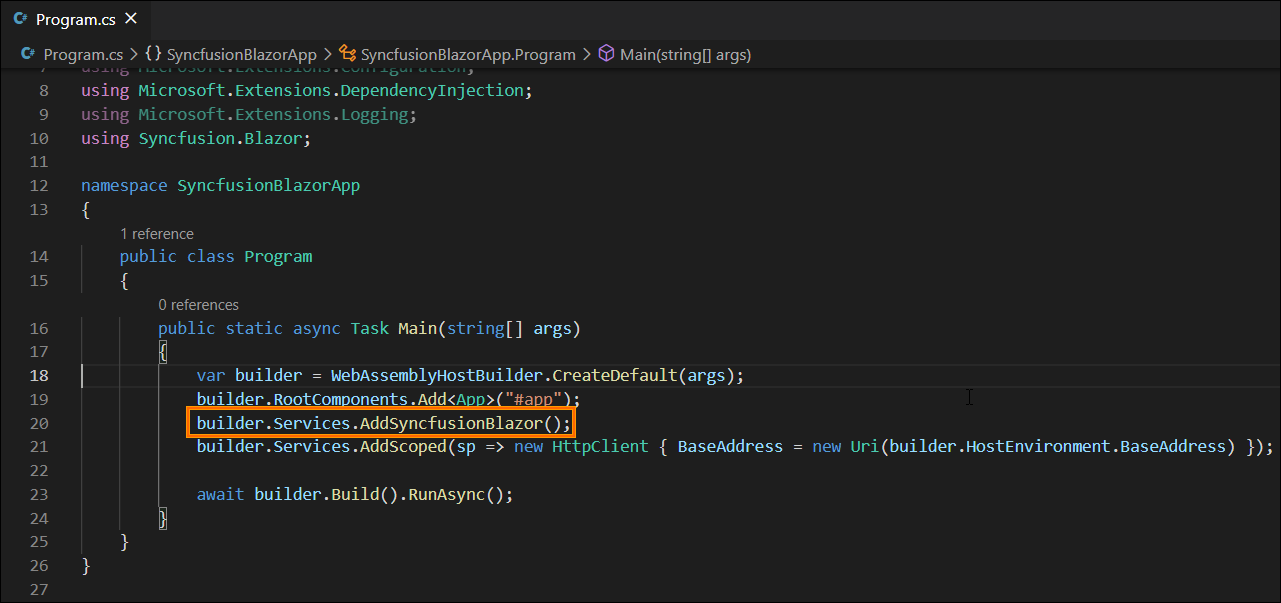 Program.cs
Program.cs > {} SyncfusionBlazorApp > SyncfusionBlazorApp.Program > Main(string[] args)
7 using Microsoft.Extensions.Configuration;
8 using Microsoft.Extensions.DependencyInjection;
9 using Microsoft.Extensions.Logging;
10 using Syncfusion.Blazor;
11
12 namespace SyncfusionBlazorApp
13 {
1 reference
14 public class Program
15 {
0 references
16 public static async Task Main(string[] args)
17 {
18 var builder = WebAssemblyHostBuilder.CreateDefault(args);
19 builder.RootComponents.Add<App>("#app");
20 builder.Services.AddSyncfusionBlazor();
21 builder.Services.AddScoped(sp => new HttpClient { BaseAddress = new Uri(builder.HostEnvironment.BaseAddress) });
22
23 await builder.Build().RunAsync();
24 }
25 }
26 }
27